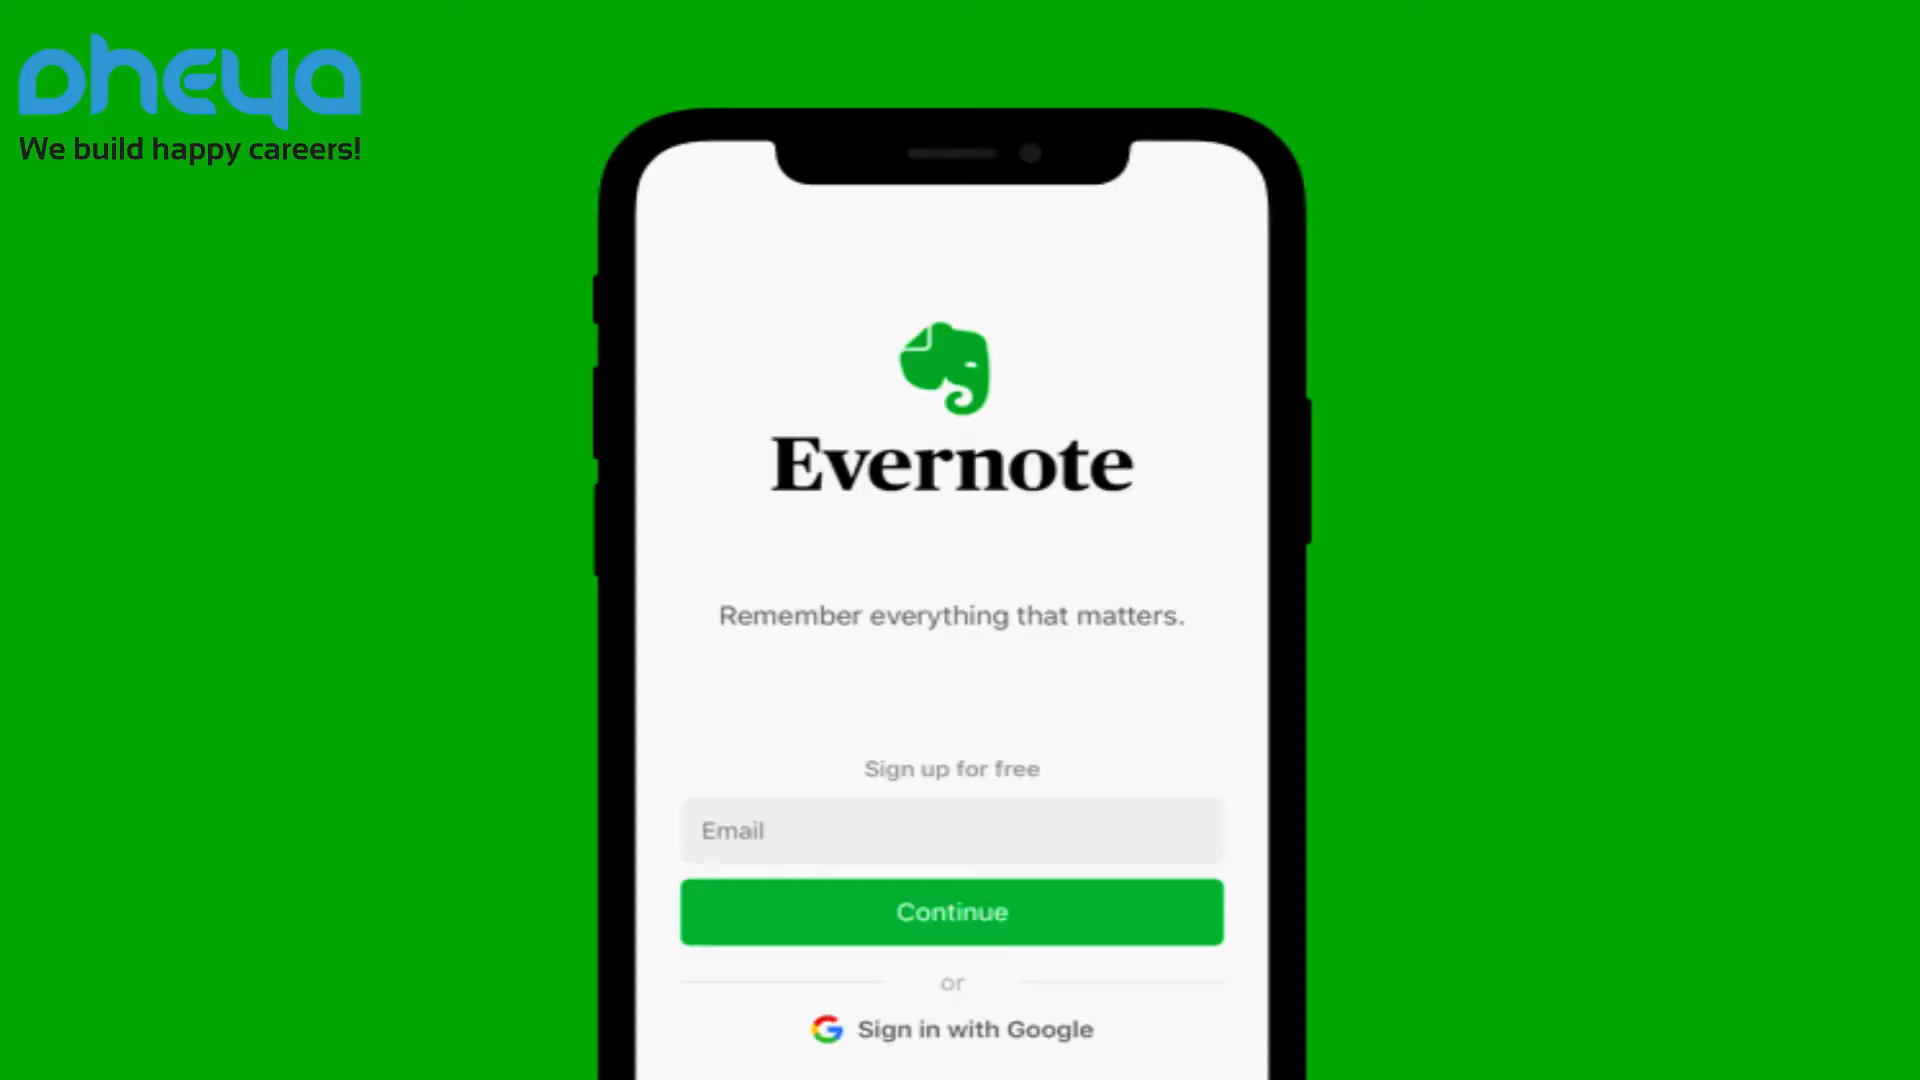 Dheya
We build happy careers!
Evernote
Remember everything that matters.
Sign up for free
Email
Continue
or
Sign in with Google